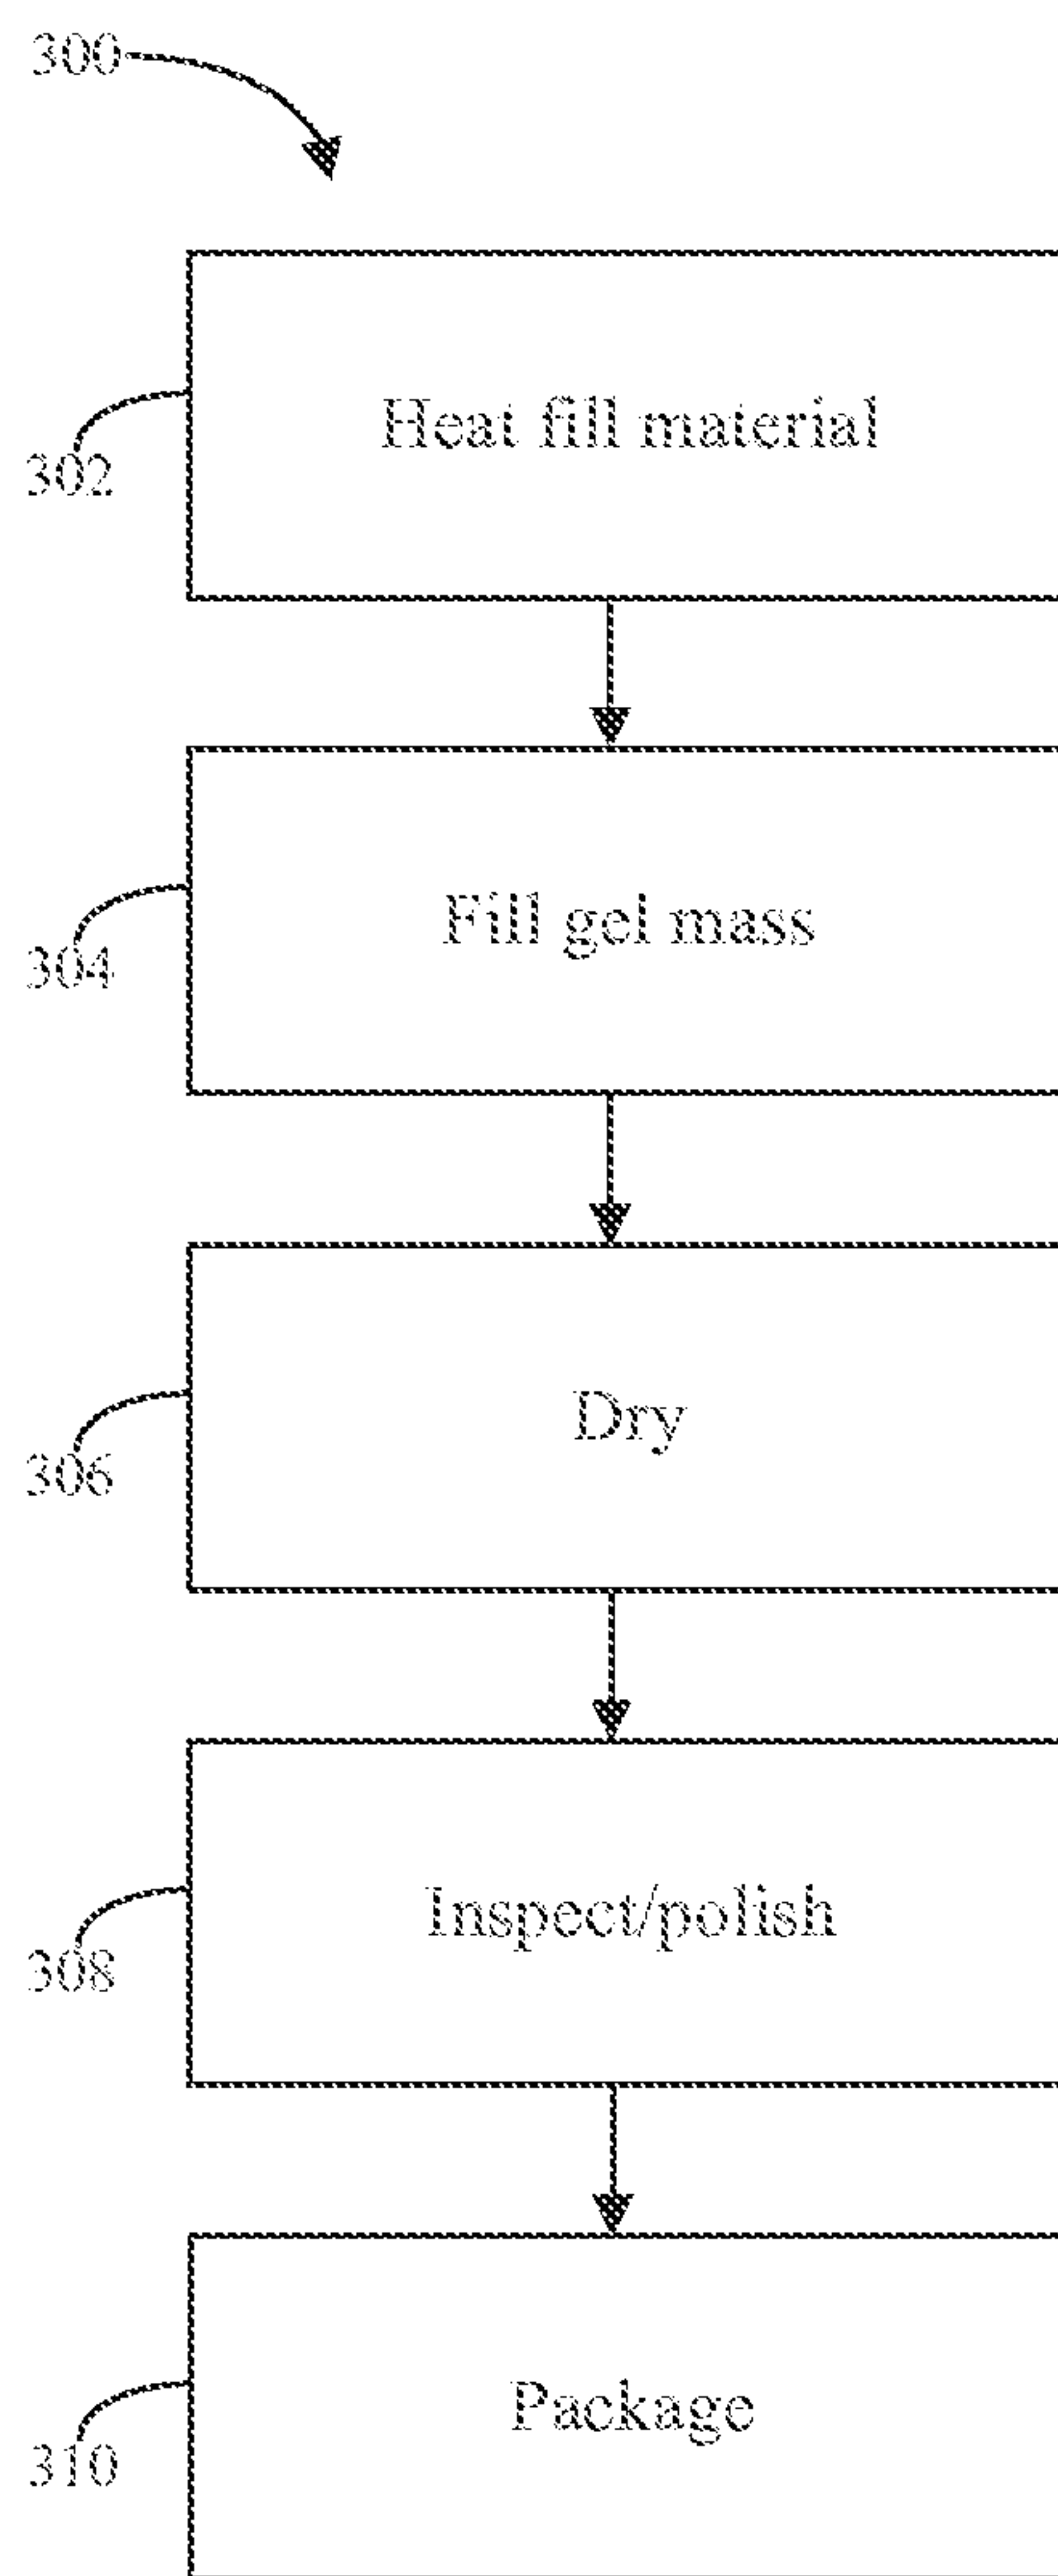 300
Heat fill material
302
Fill gel mass
304
Dry
306
Inspect/polish
308
Package
310